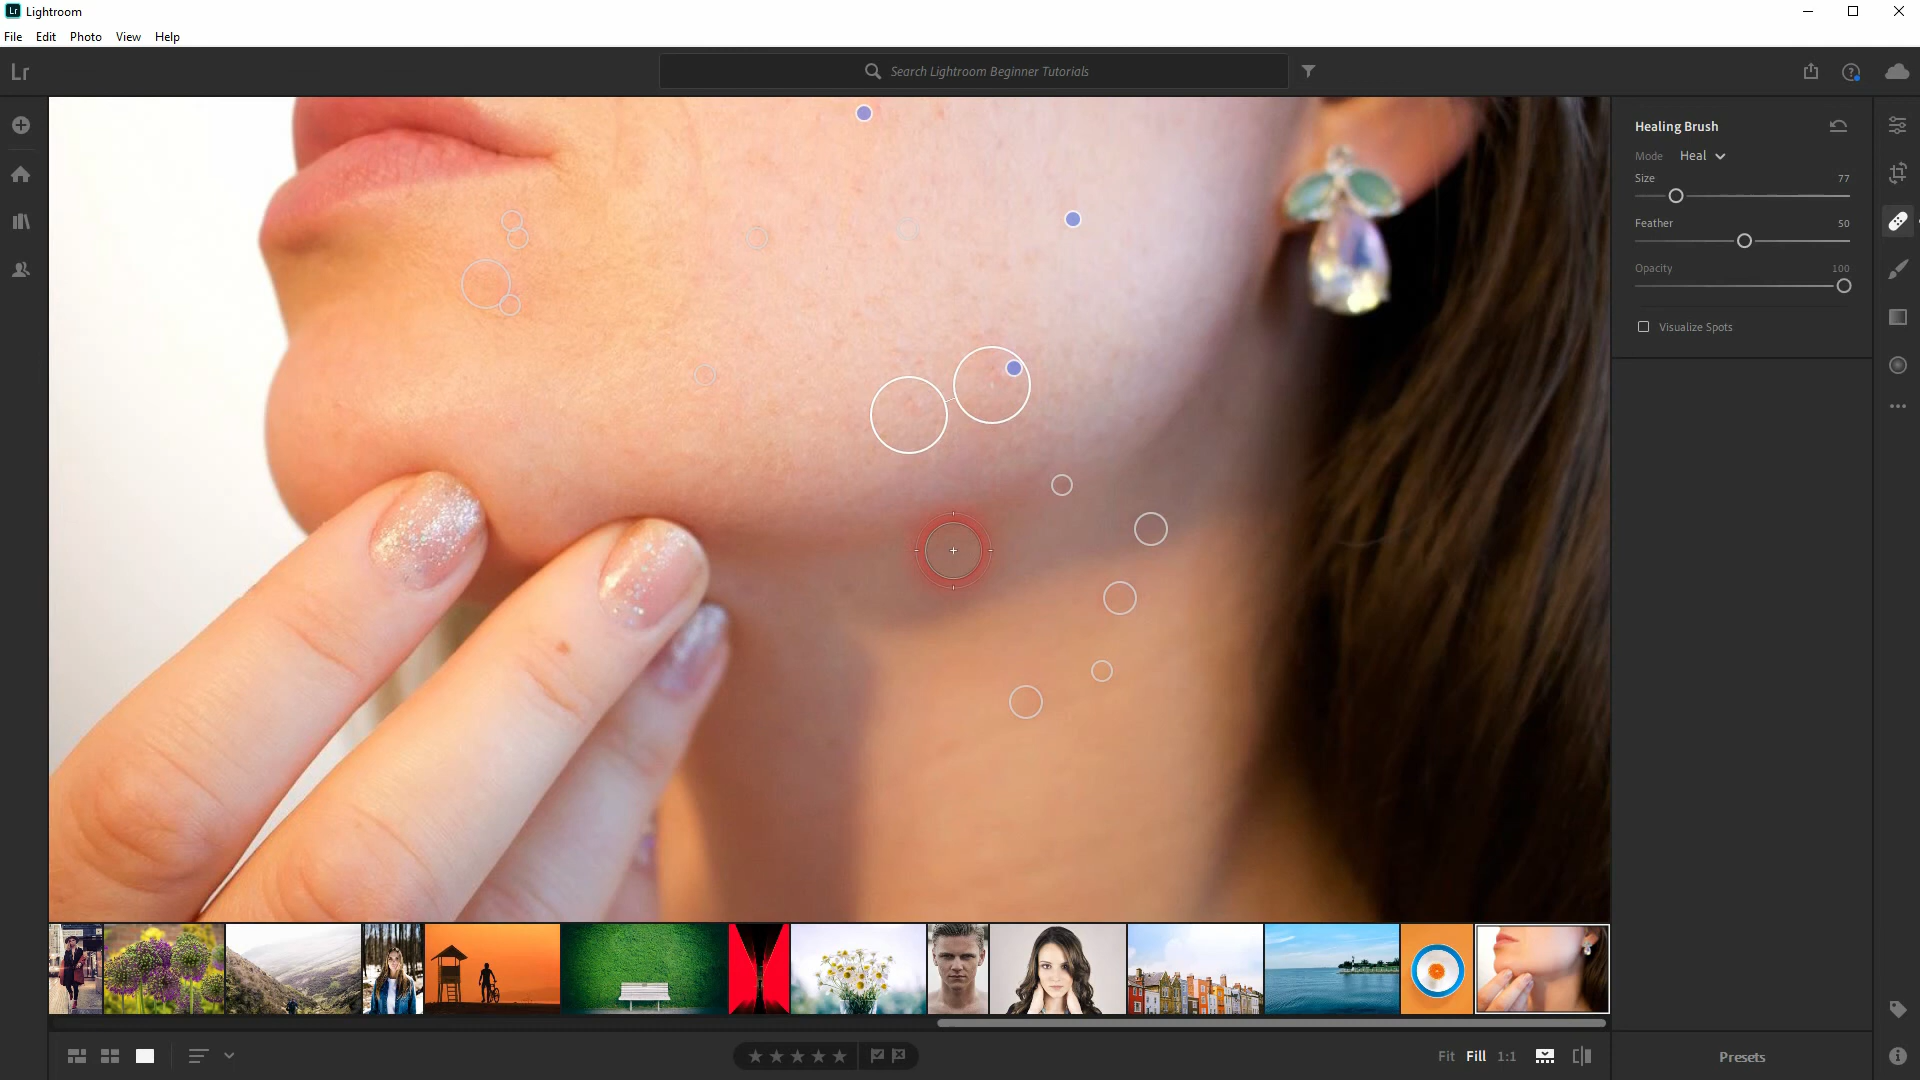 Lr Lightroom
File Edit Photo View Help
Lr
Search Lightroom Beginner Tutorials
?
Healing Brush
Mode Heal
Size 77
Feather 50
Opacity 100
Visualize Spots
Fit Fill 1:1
Presets